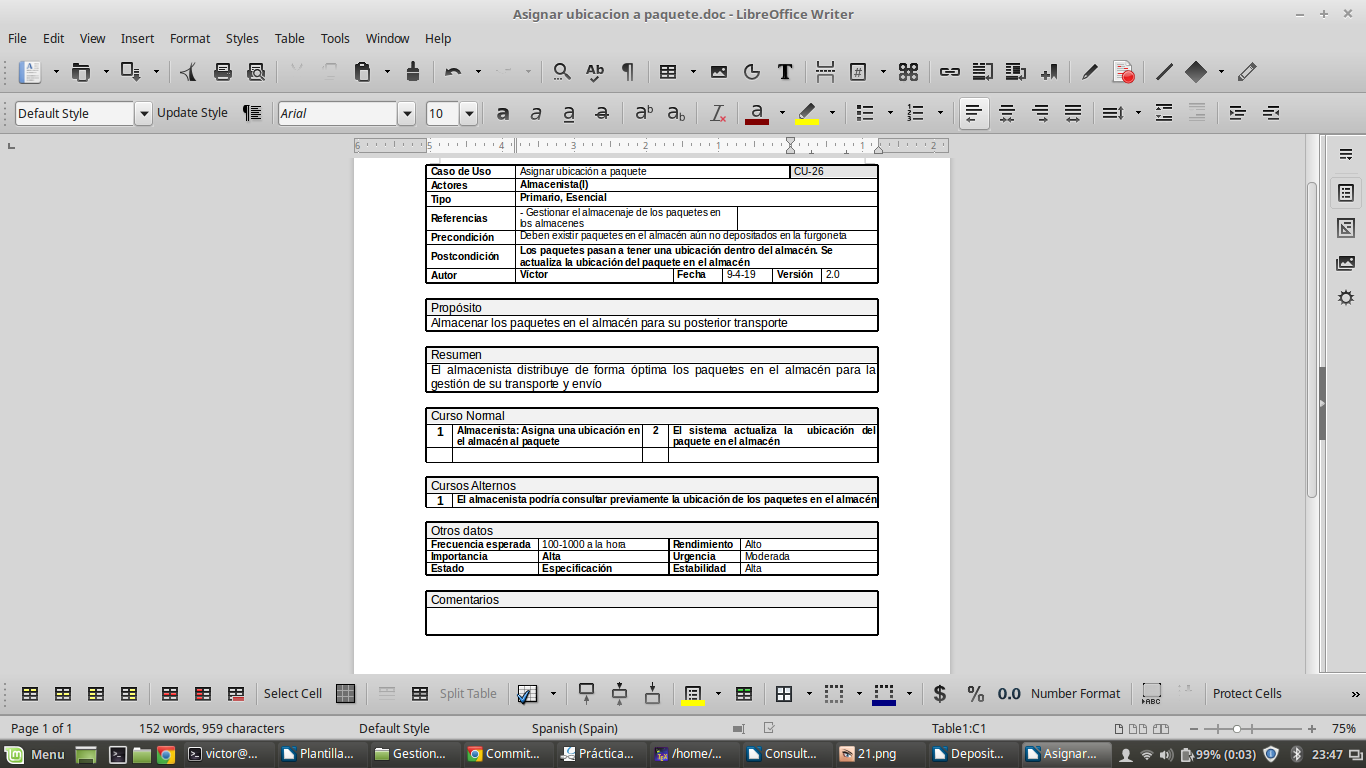 Asignar ubicacion a paquete.doc - LibreOffice Writer
File Edit View Insert Format Styles Table Tools Window Help
Default Style Update Style Arial 10
6 5 4 3 2 1 1 2
Caso de Uso Asignar ubicación a paquete CU-26
Actores Almacenista(I)
Tipo Primario, Esencial
Referencias - Gestionar el almacenaje de los paquetes en
los almacenes
Precondición Deben existir paquetes en el almacén aún no depositados en la furgoneta
Postcondición Los paquetes pasan a tener una ubicación dentro del almacén. Se
actualiza la ubicación del paquete en el almacén
Autor Víctor Fecha 9-4-19 Versión 2.0
Propósito
Almacenar los paquetes en el almacén para su posterior transporte
Resumen
El almacenista distribuye de forma óptima los paquetes en el almacén para la
gestión de su transporte y envío
Curso Normal
1 Almacenista: Asigna una ubicación en 2 El sistema actualiza la ubicación del
el almacén al paquete paquete en el almacén
Cursos Alternos
1 El almacenista podría consultar previamente la ubicación de los paquetes en el almacén
Otros datos
Frecuencia esperada 100-1000 a la hora Rendimiento Alto
Importancia Alta Urgencia Moderada
Estado Especificación Estabilidad Alta
Comentarios
Select Cell Split Table $ % 0.0 Number Format ABC Protect Cells »
Page 1 of 1 152 words, 959 characters Default Style Spanish (Spain) Table1:C1 75%
Menu victor@... Plantilla... Gestion... Commit... Práctica... /home/... Consult... 21.png Deposit... Asignar... 99% (0:03) 23:47